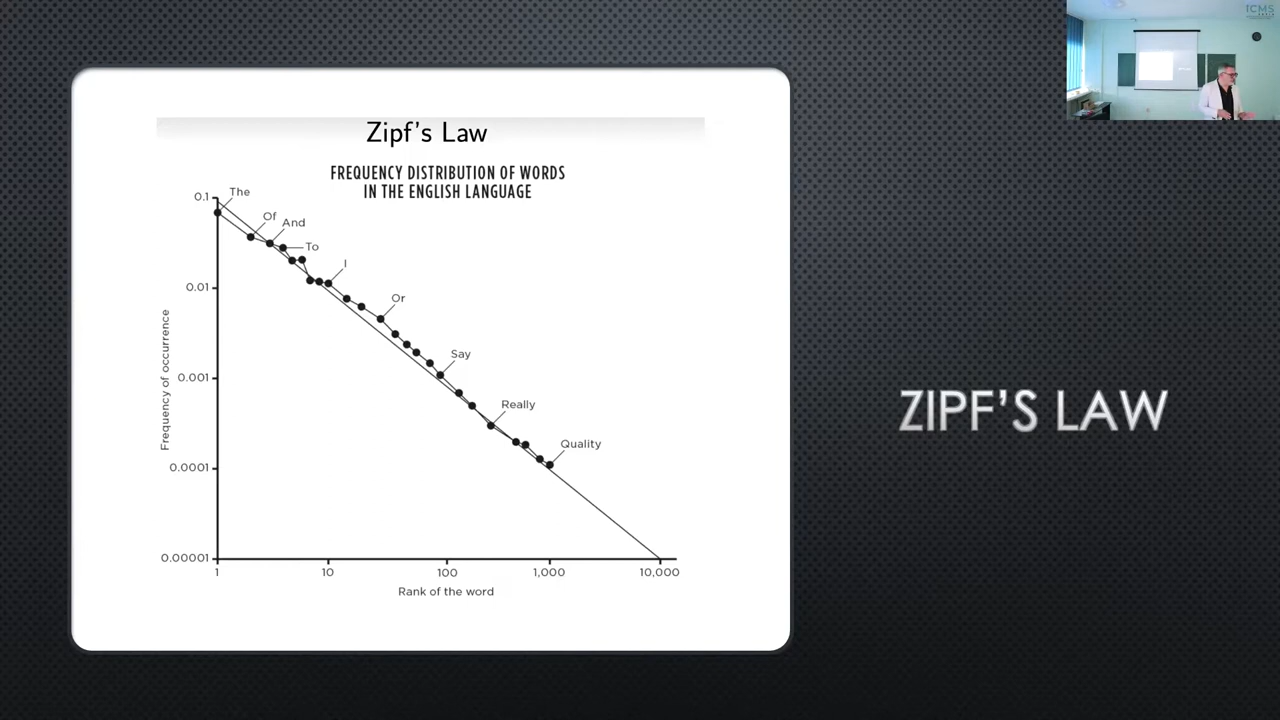 Zipf's Law
FREQUENCY DISTRIBUTION OF WORDS
IN THE ENGLISH LANGUAGE
0.1
The
Of
And
To
I
0.01
Or
Say
0.001
Really
Quality
0.0001
0.00001
1
10
100
1,000
10,000
Frequency of occurrence
Rank of the word
ZIPF'S LAW
ICMS